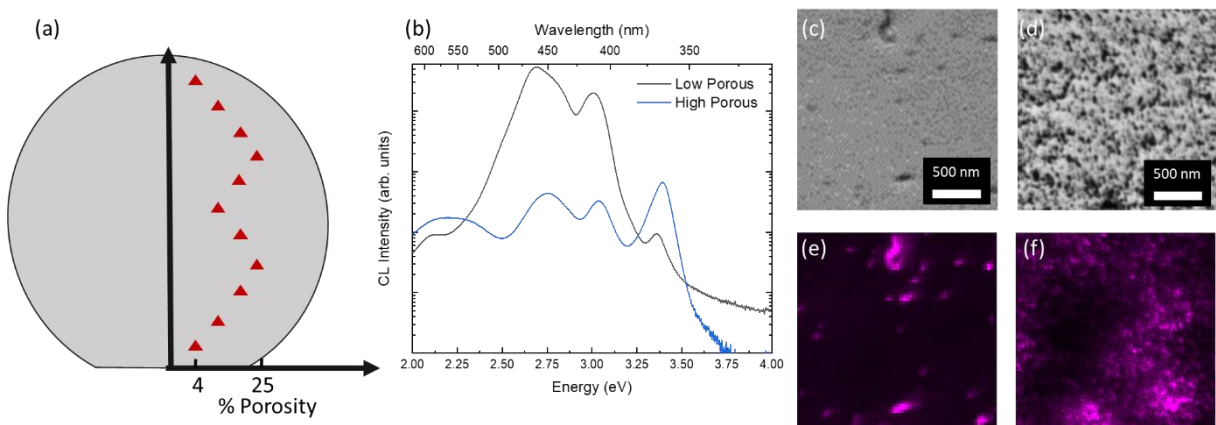 (a)
4
25
% Porosity
(b)
Wavelength (nm)
600
550
500
450
400
350
Low Porous
High Porous
CL Intensity (arb. units)
2.00
2.25
2.50
2.75
3.00
3.25
3.50
3.75
4.00
Energy (eV)
(c)
500 nm
(d)
500 nm
(e)
(f)